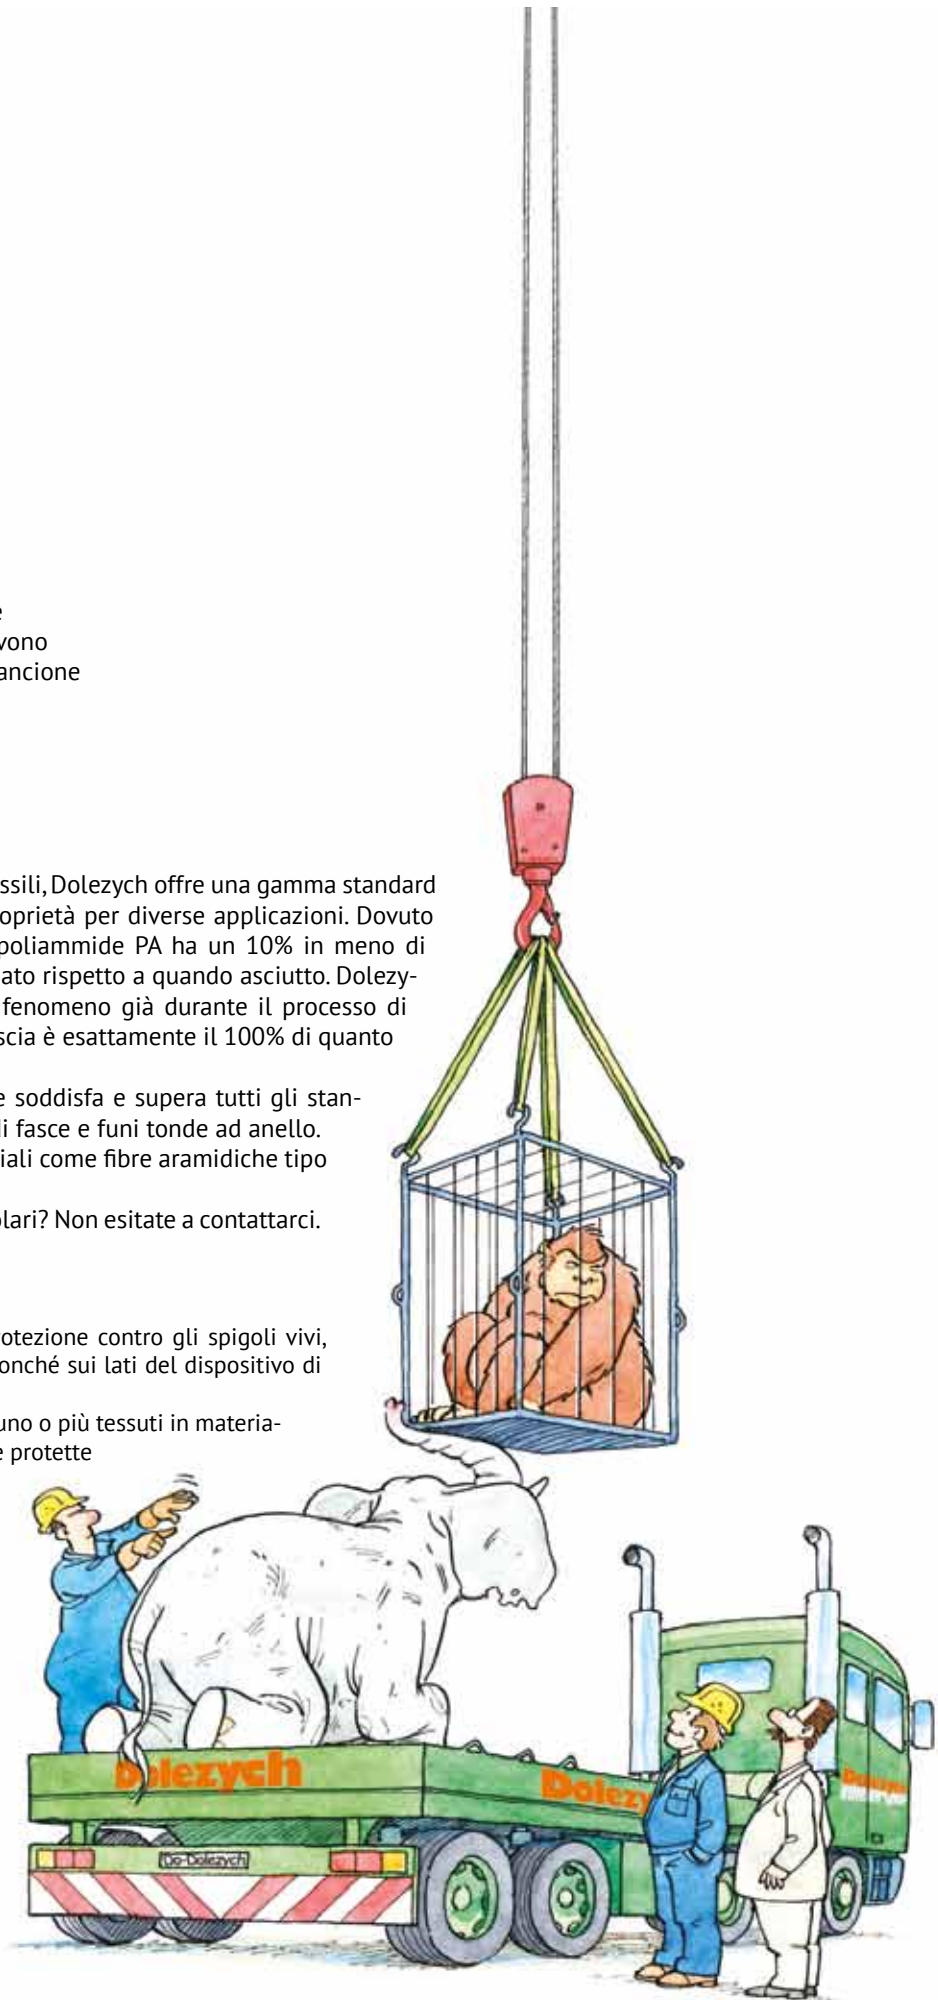 e
vono
ancione
ssili, Dolezych offre una gamma standard
oprietà per diverse applicazioni. Dovuto
poliammide PA ha un 10% in meno di
ato rispetto a quando asciutto. Dolezy-
fenomeno già durante il processo di
scia è esattamente il 100% di quanto
e soddisfa e supera tutti gli stan-
di fasce e funi tonde ad anello.
iali come fibre aramidiche tipo
olari? Non esitate a contattarci.
otezione contro gli spigoli vivi,
onché sui lati del dispositivo di
uno o più tessuti in materia-
e protette
Dolezych
Dolezy
Do-Dolezych